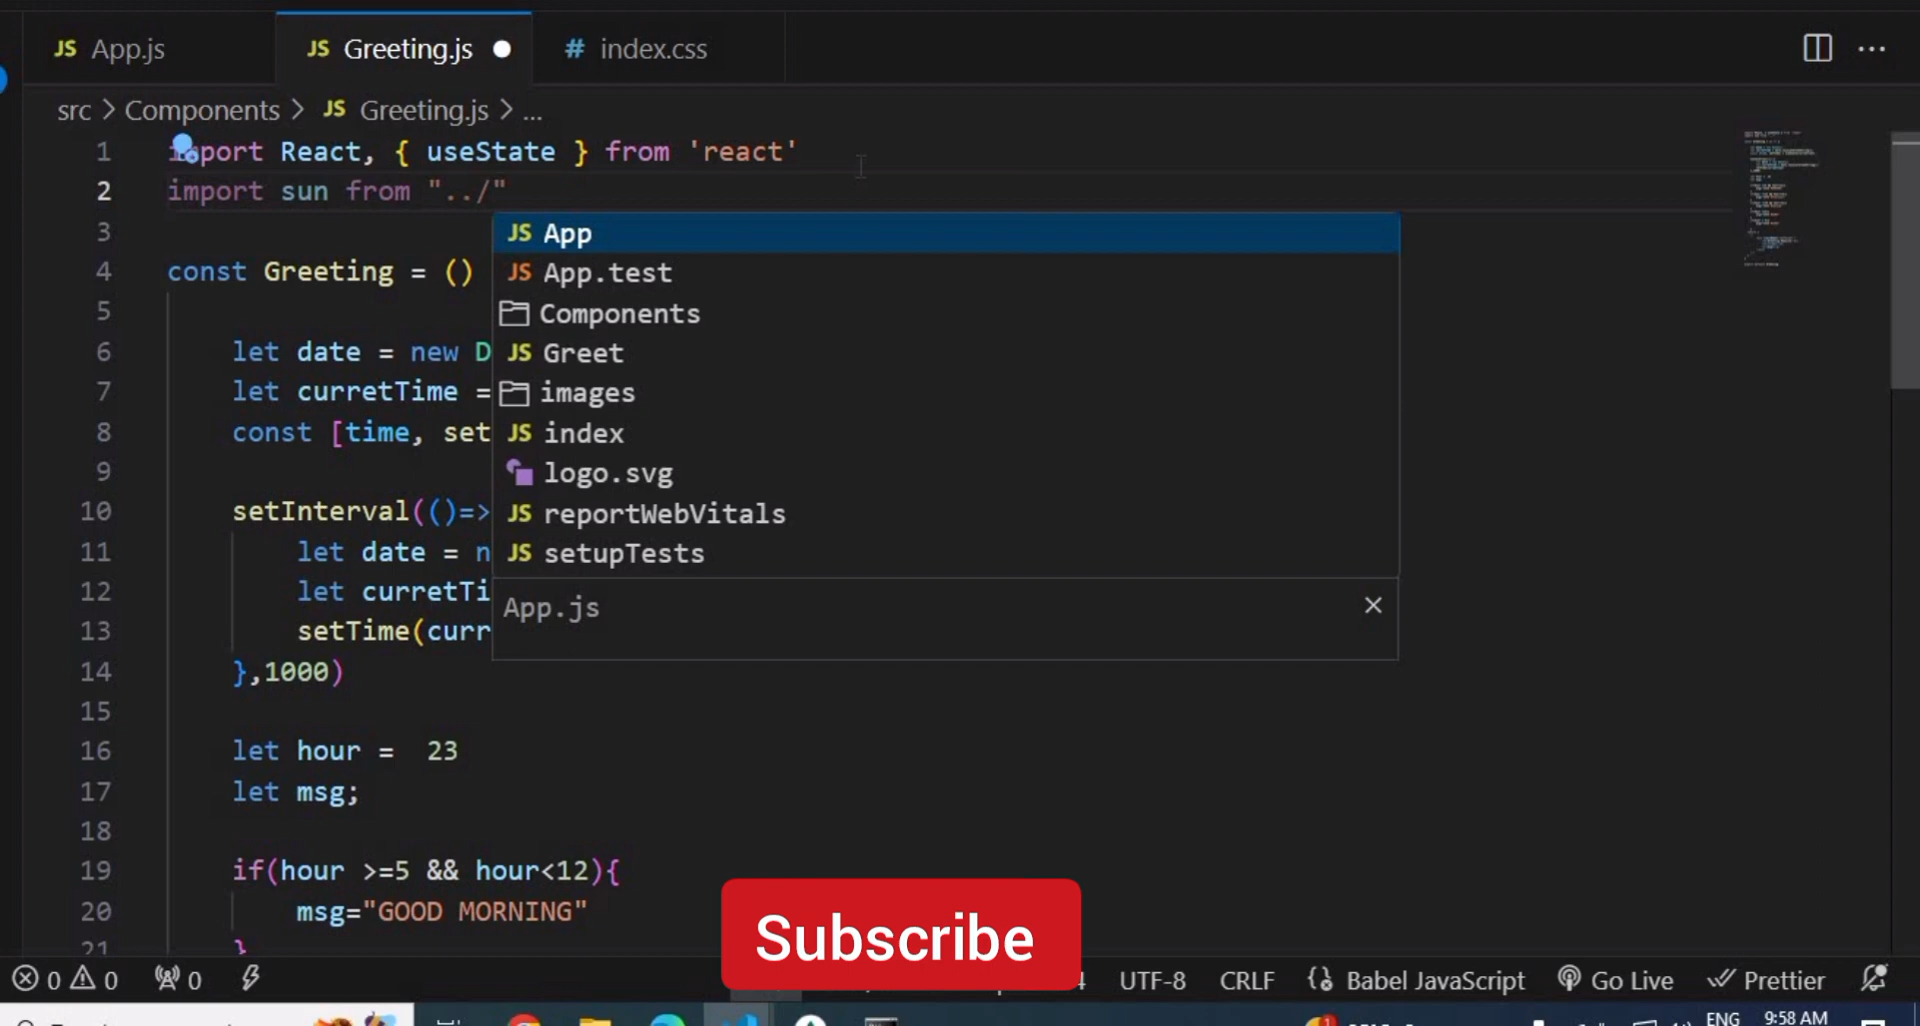 JS App.js JS Greeting.js # index.css
src > Components > JS Greeting.js > ...
1 import React, { useState } from 'react'
2 import sun from "../"
3
4 const Greeting = ()
5
6 let date = new D
7 let curretTime =
8 const [time, set
9
10 setInterval(()=>
11 let date = n
12 let curretTi
13 setTime(curr
14 },1000)
15
16 let hour = 23
17 let msg;
18
19 if(hour >=5 && hour<12){
20 msg="GOOD MORNING"
21 }
JS App
JS App.test
Components
JS Greet
images
JS index
logo.svg
JS reportWebVitals
JS setupTests
App.js
Subscribe
0 0 0 4 UTF-8 CRLF Babel JavaScript Go Live Prettier
ENG 9:58 AM